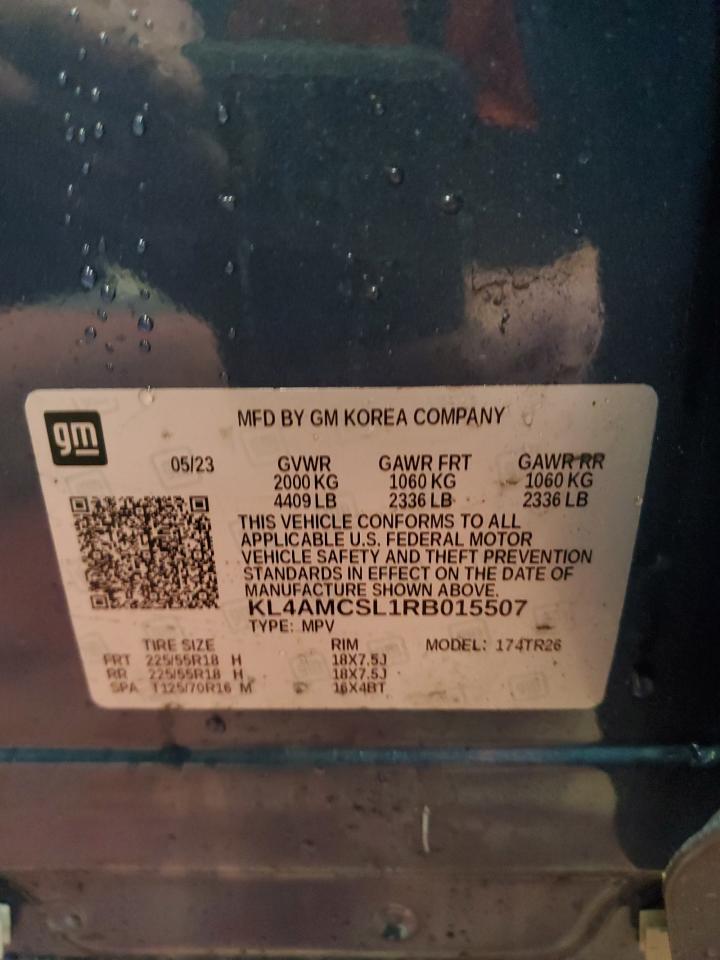 gm
MFD BY GM KOREA COMPANY
05/23 GVWR GAWR FRT GAWR RR
2000 KG 1060 KG 1060 KG
4409 LB 2336 LB 2336 LB
THIS VEHICLE CONFORMS TO ALL
APPLICABLE U.S. FEDERAL MOTOR
VEHICLE SAFETY AND THEFT PREVENTION
STANDARDS IN EFFECT ON THE DATE OF
MANUFACTURE SHOWN ABOVE.
KL4AMCSL1RB015507
TYPE: MPV
TIRE SIZE RIM MODEL: 174TR26
FRT 225/55R18 H 18X7.5J
RR 225/55R18 H 18X7.5J
SPA T125/70R16 M 16X4BT